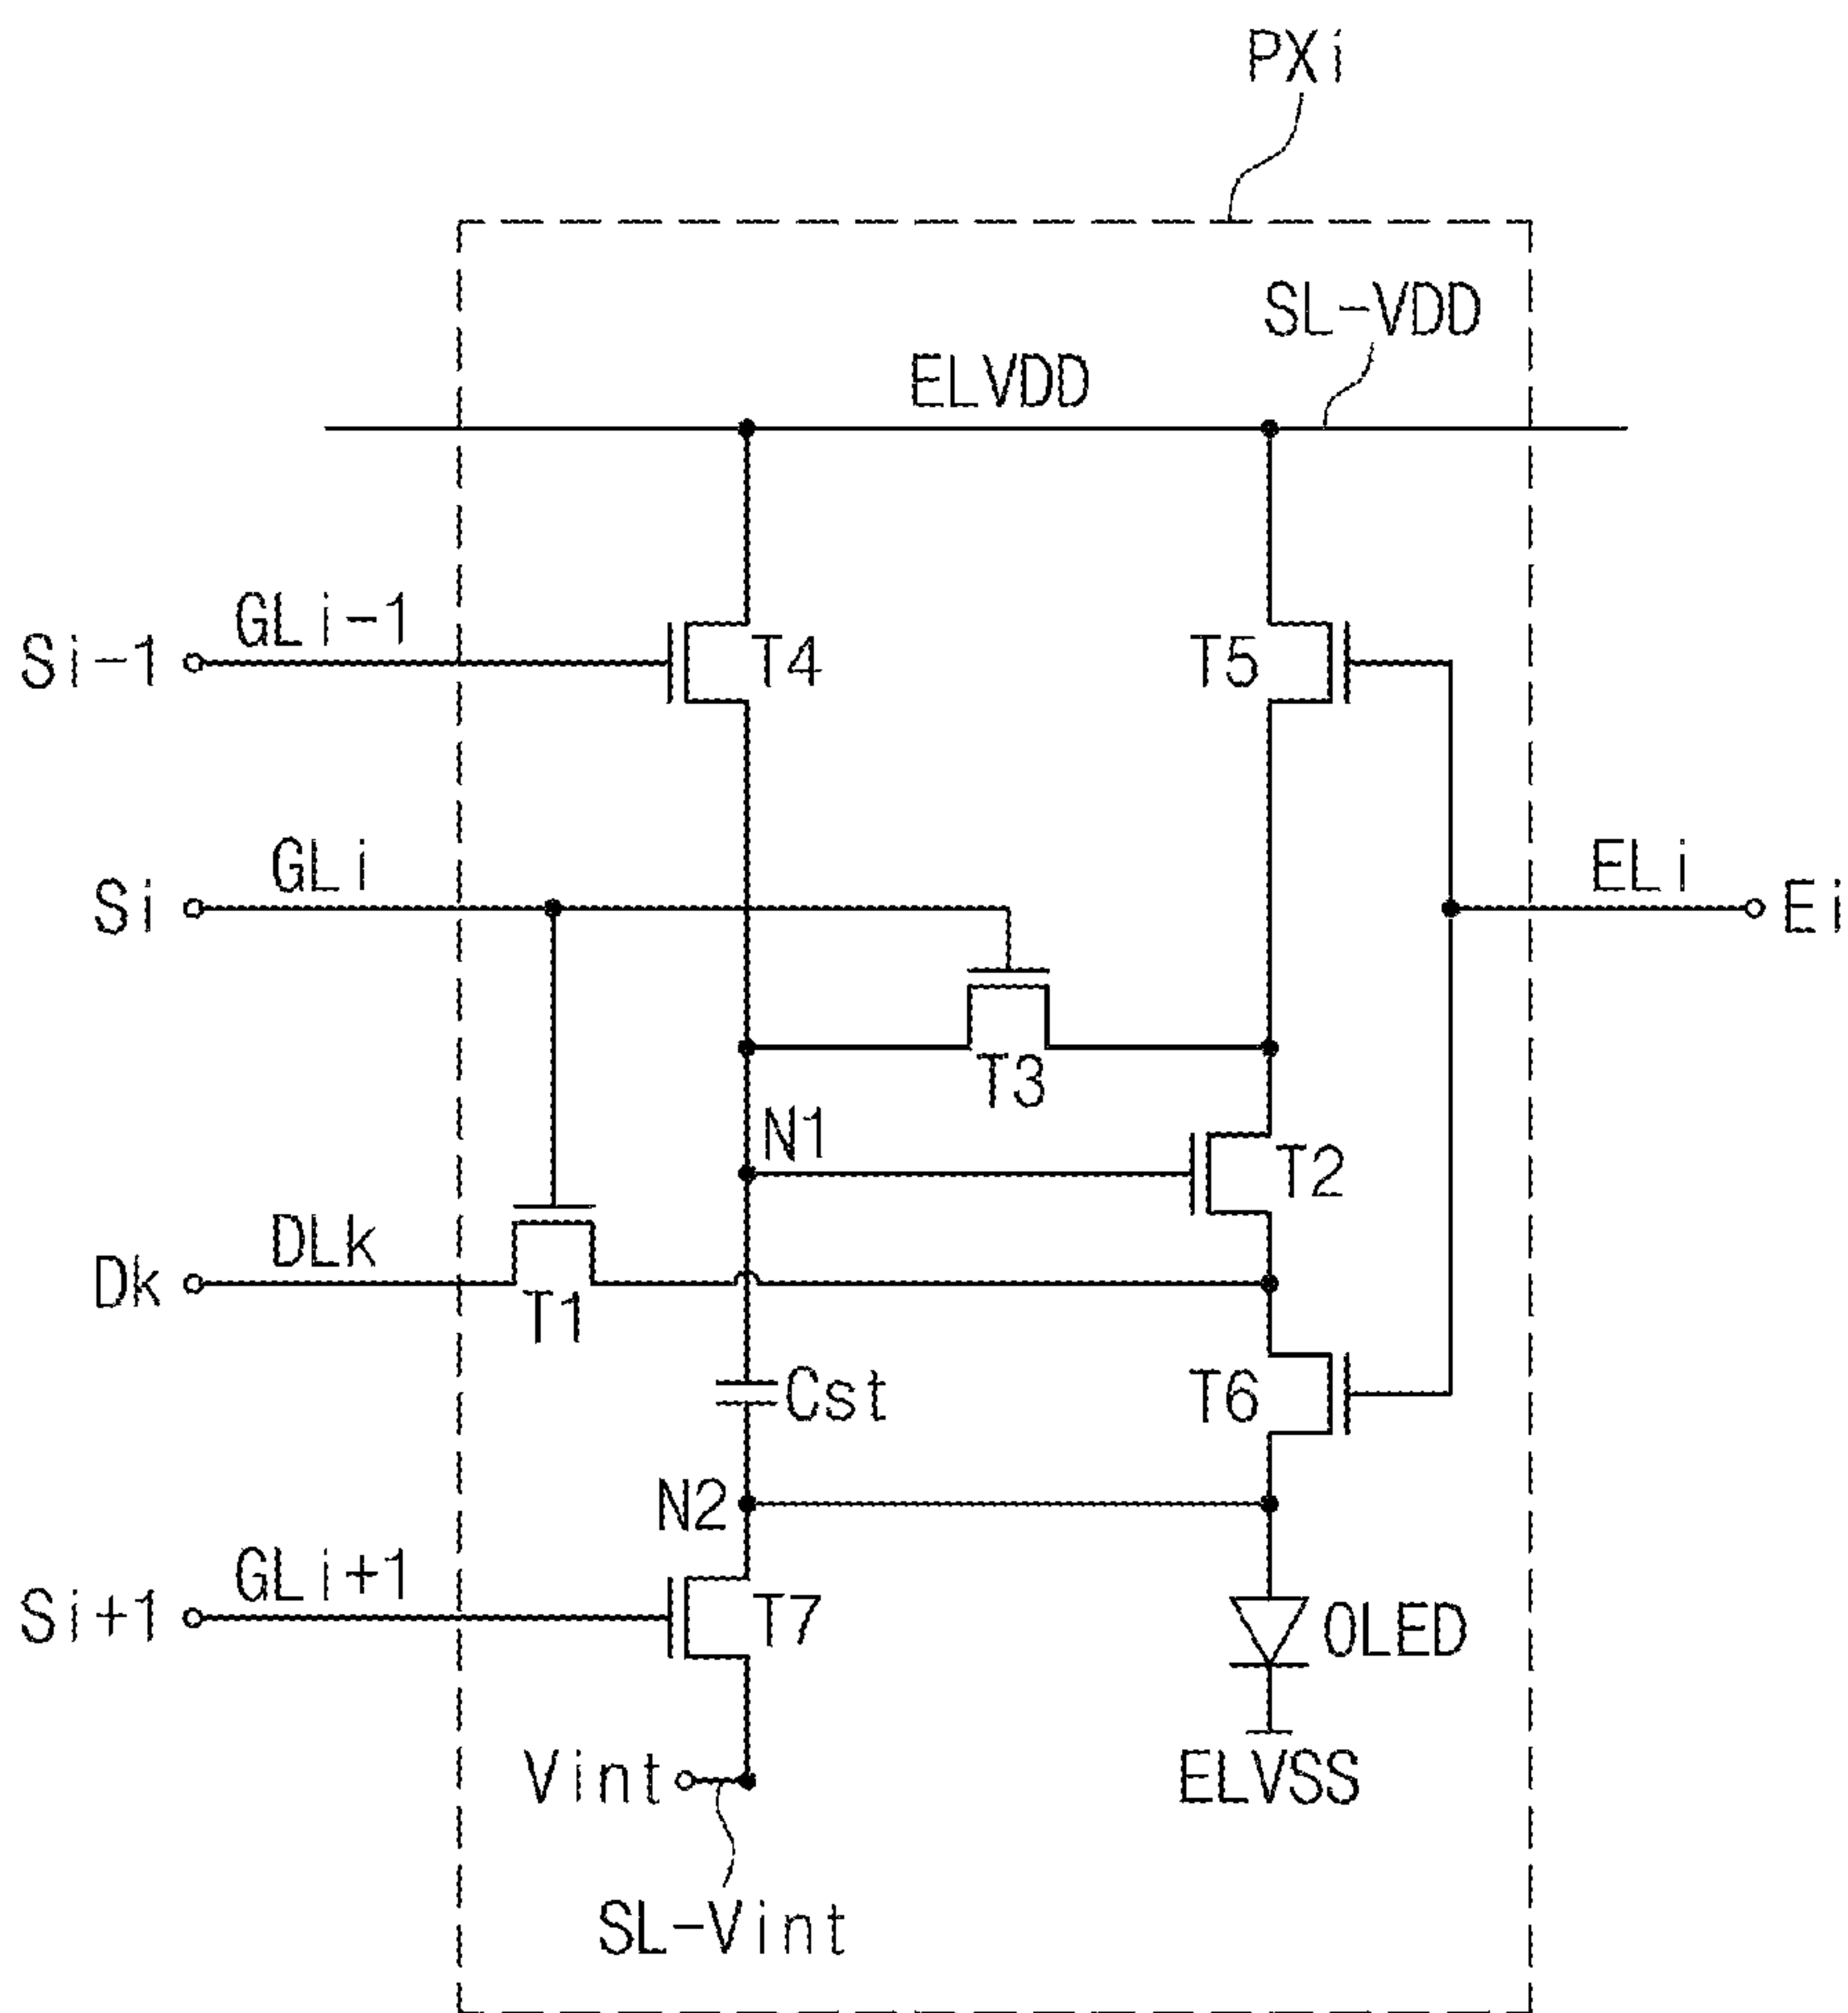 PXi
SL-VDD
ELVDD
GLi-1
Si-1
T4
T5
GLi
Si
ELi
Ei
T3
N1
T2
DLk
Dk
T1
Cst
T6
N2
GLi+1
Si+1
T7
OLED
Vint
ELVSS
SL-Vint